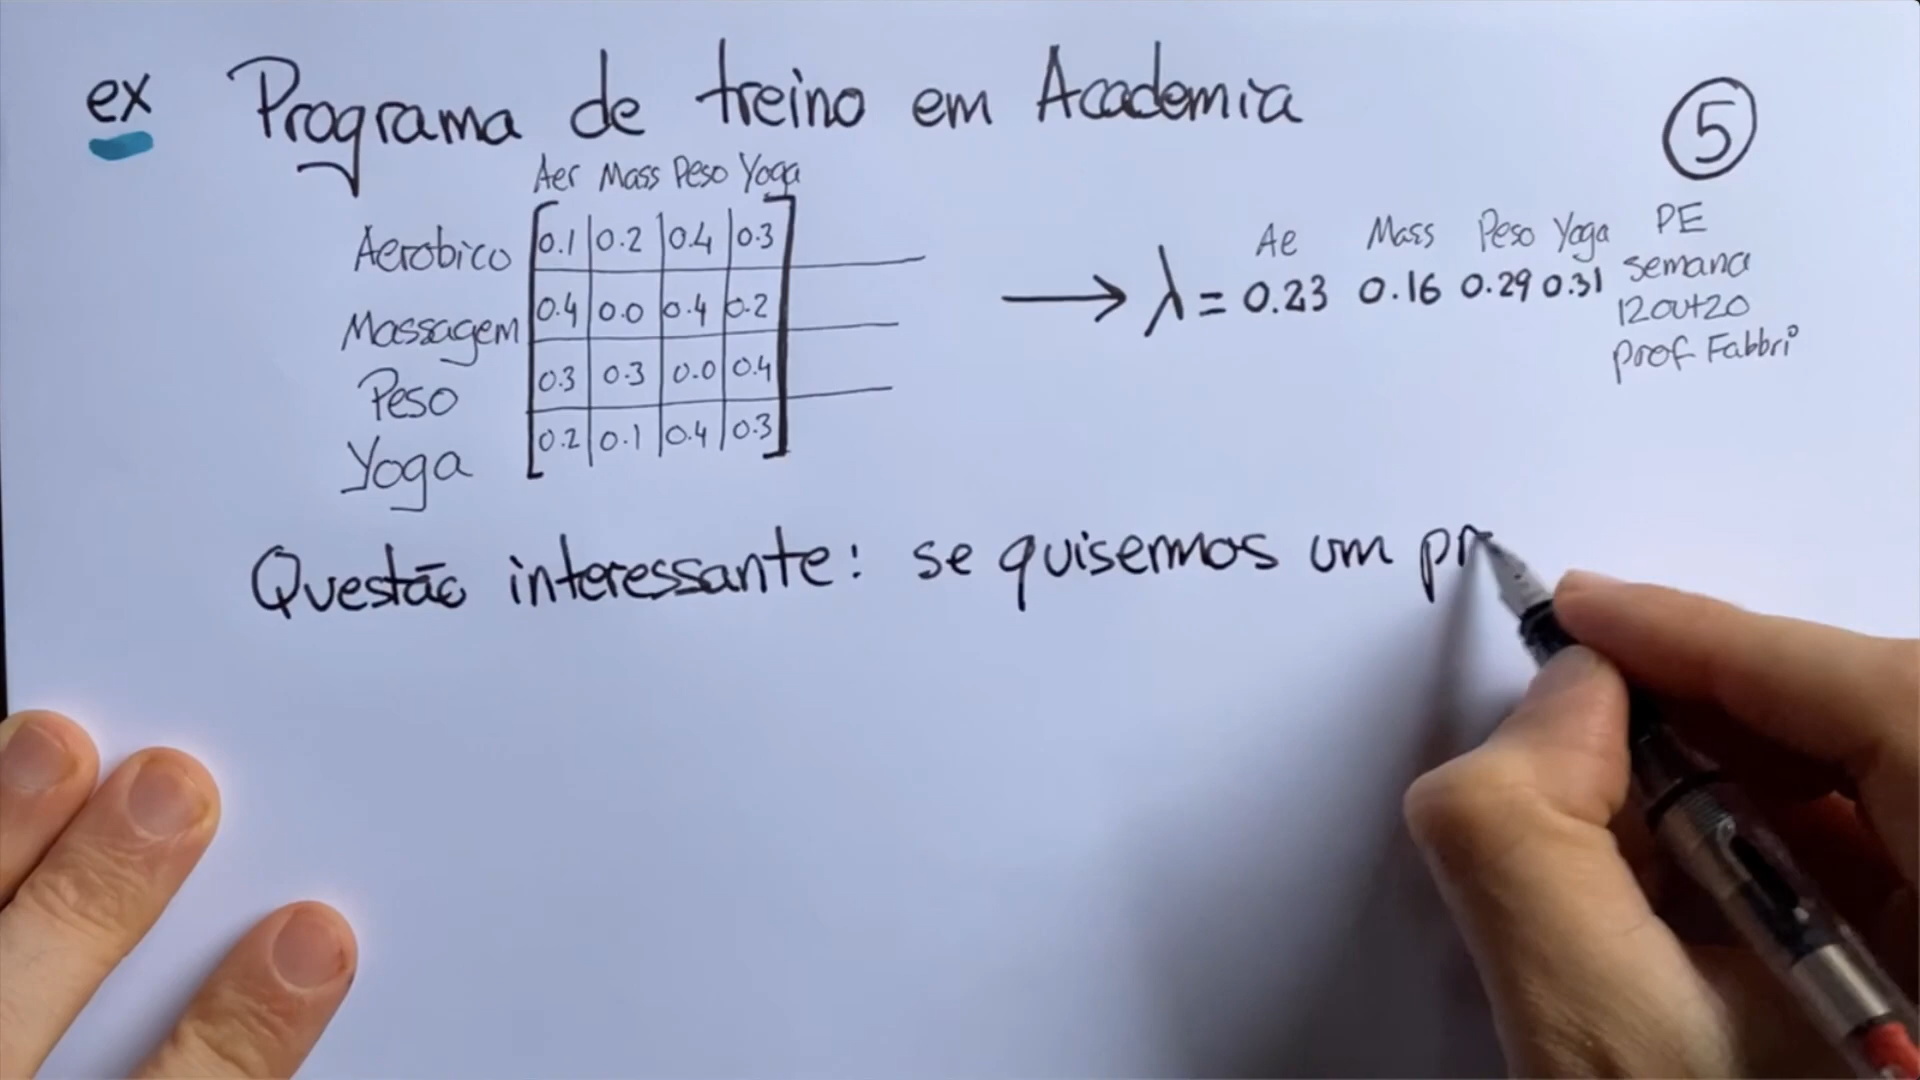 ex Programa de treino em Academia
5
Aer Mass Peso Yoga
Aerobico 0.1 0.2 0.4 0.3
Massagem 0.4 0.0 0.4 0.2
Peso 0.3 0.3 0.0 0.4
Yoga 0.2 0.1 0.4 0.3
Ae Mass Peso Yoga
→ λ = 0.23 0.16 0.29 0.31
PE
semana
12out20
prof Fabbri
Questão interessante: se quisermos um pr